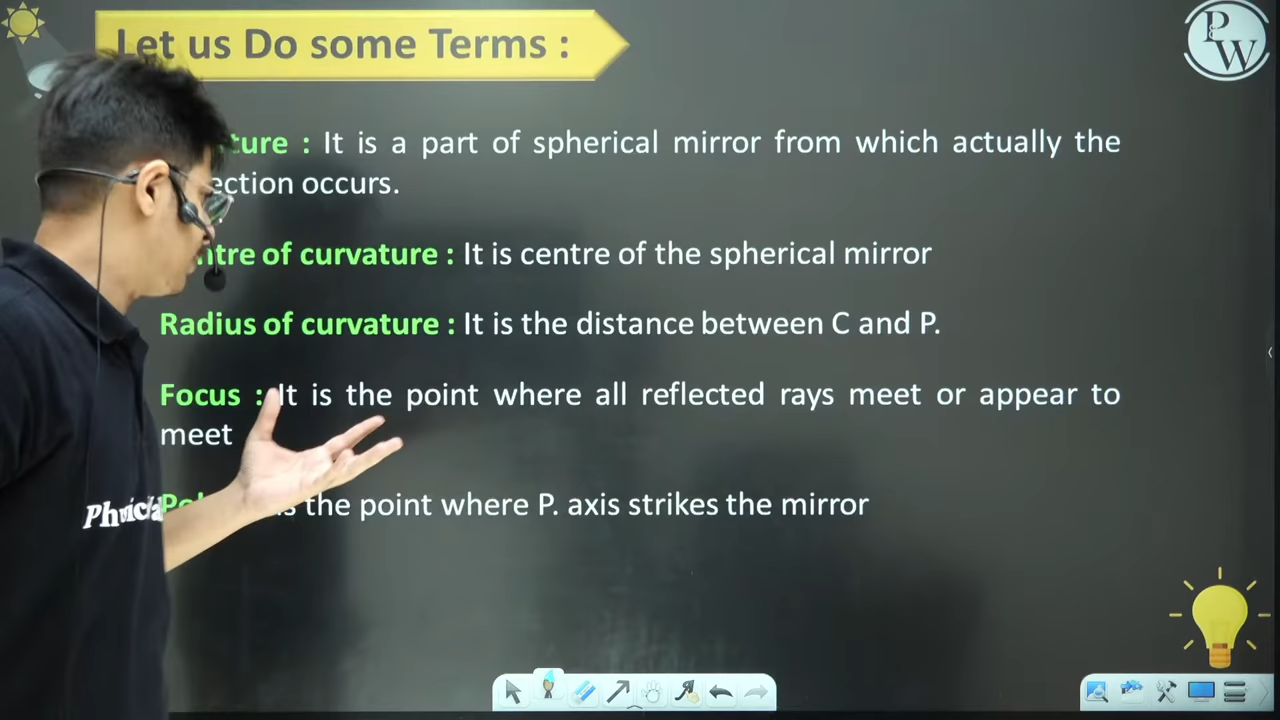 Let us Do some Terms :
PW
ture : It is a part of spherical mirror from which actually the
ection occurs.
ntre of curvature : It is centre of the spherical mirror
Radius of curvature : It is the distance between C and P.
Focus : It is the point where all reflected rays meet or appear to
meet
the point where P. axis strikes the mirror